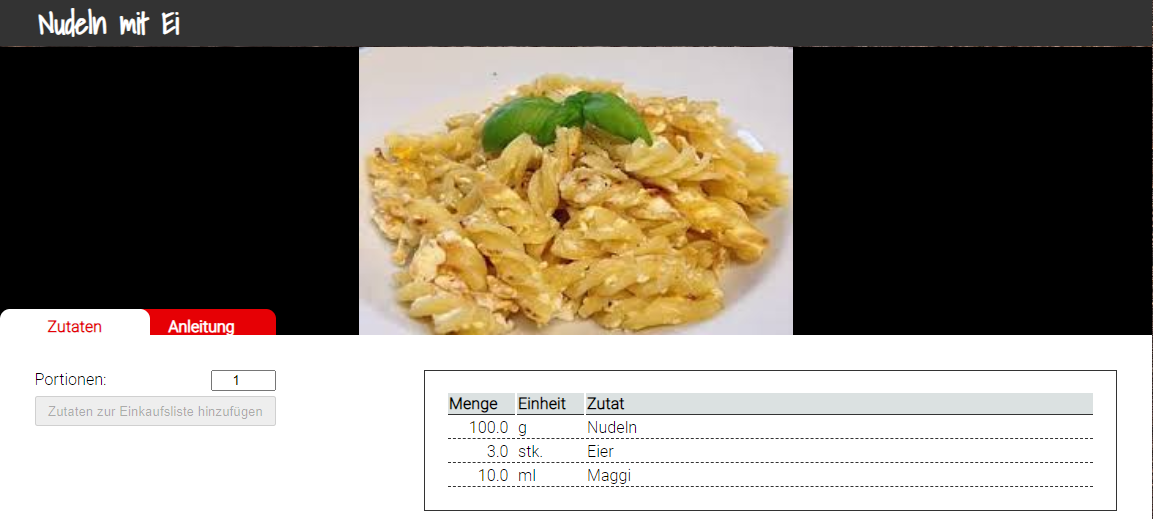 Nudeln mit Ei
Zutaten Anleitung
Portionen: 1
Zutaten zur Einkaufsliste hinzufügen
Menge Einheit Zutat
100.0 g Nudeln
3.0 stk. Eier
10.0 ml Maggi